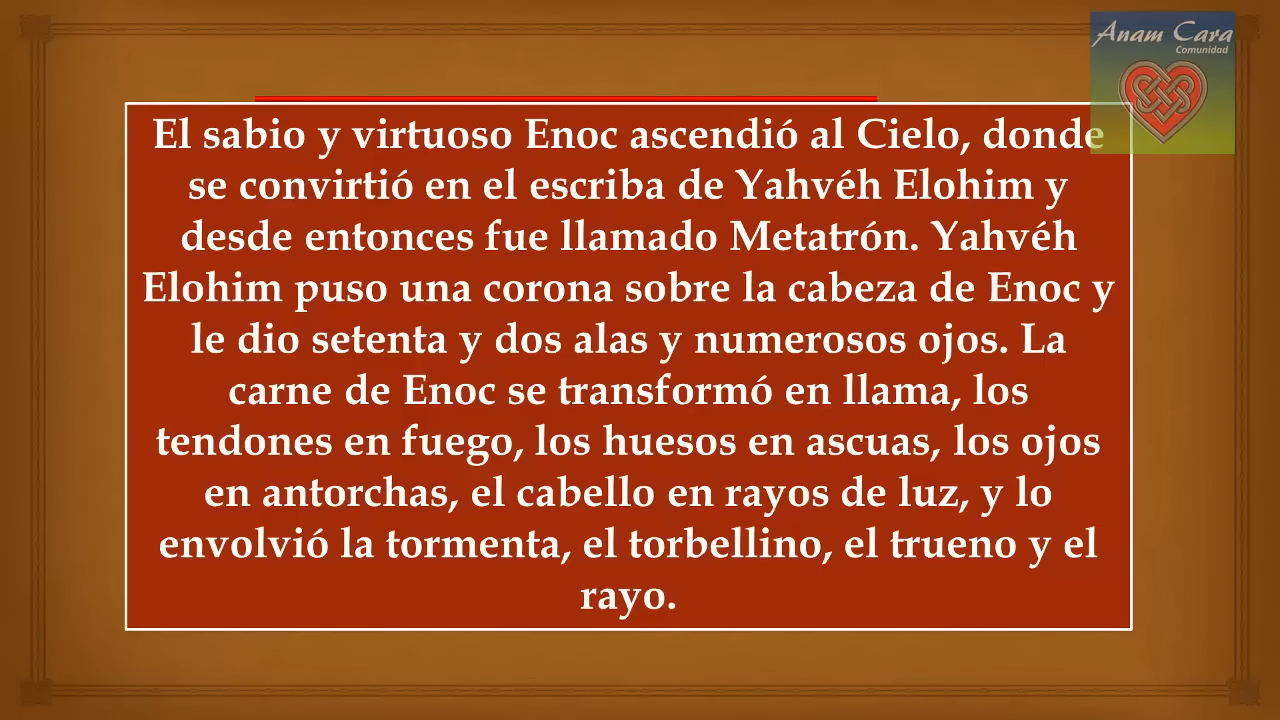 Anam Cara
Comunidad
El sabio y virtuoso Enoc ascendió al Cielo, donde
se convirtió en el escriba de Yahvéh Elohim y
desde entonces fue llamado Metatrón. Yahvéh
Elohim puso una corona sobre la cabeza de Enoc y
le dio setenta y dos alas y numerosos ojos. La
carne de Enoc se transformó en llama, los
tendones en fuego, los huesos en ascuas, los ojos
en antorchas, el cabello en rayos de luz, y lo
envolvió la tormenta, el torbellino, el trueno y el
rayo.